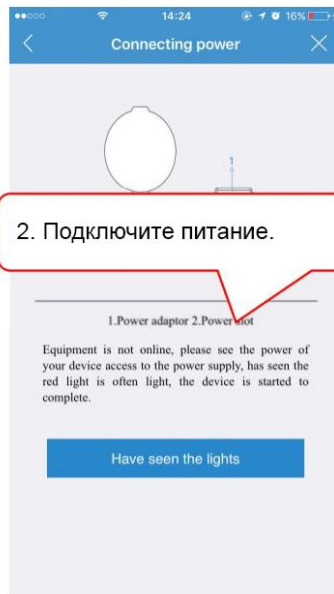 14:24 16%
Connecting power
1
2. Подключите питание.
1.Power adaptor 2.Power slot
Equipment is not online, please see the power of
your device access to the power supply, has seen the
red light is often light, the device is started to
complete.
Have seen the lights